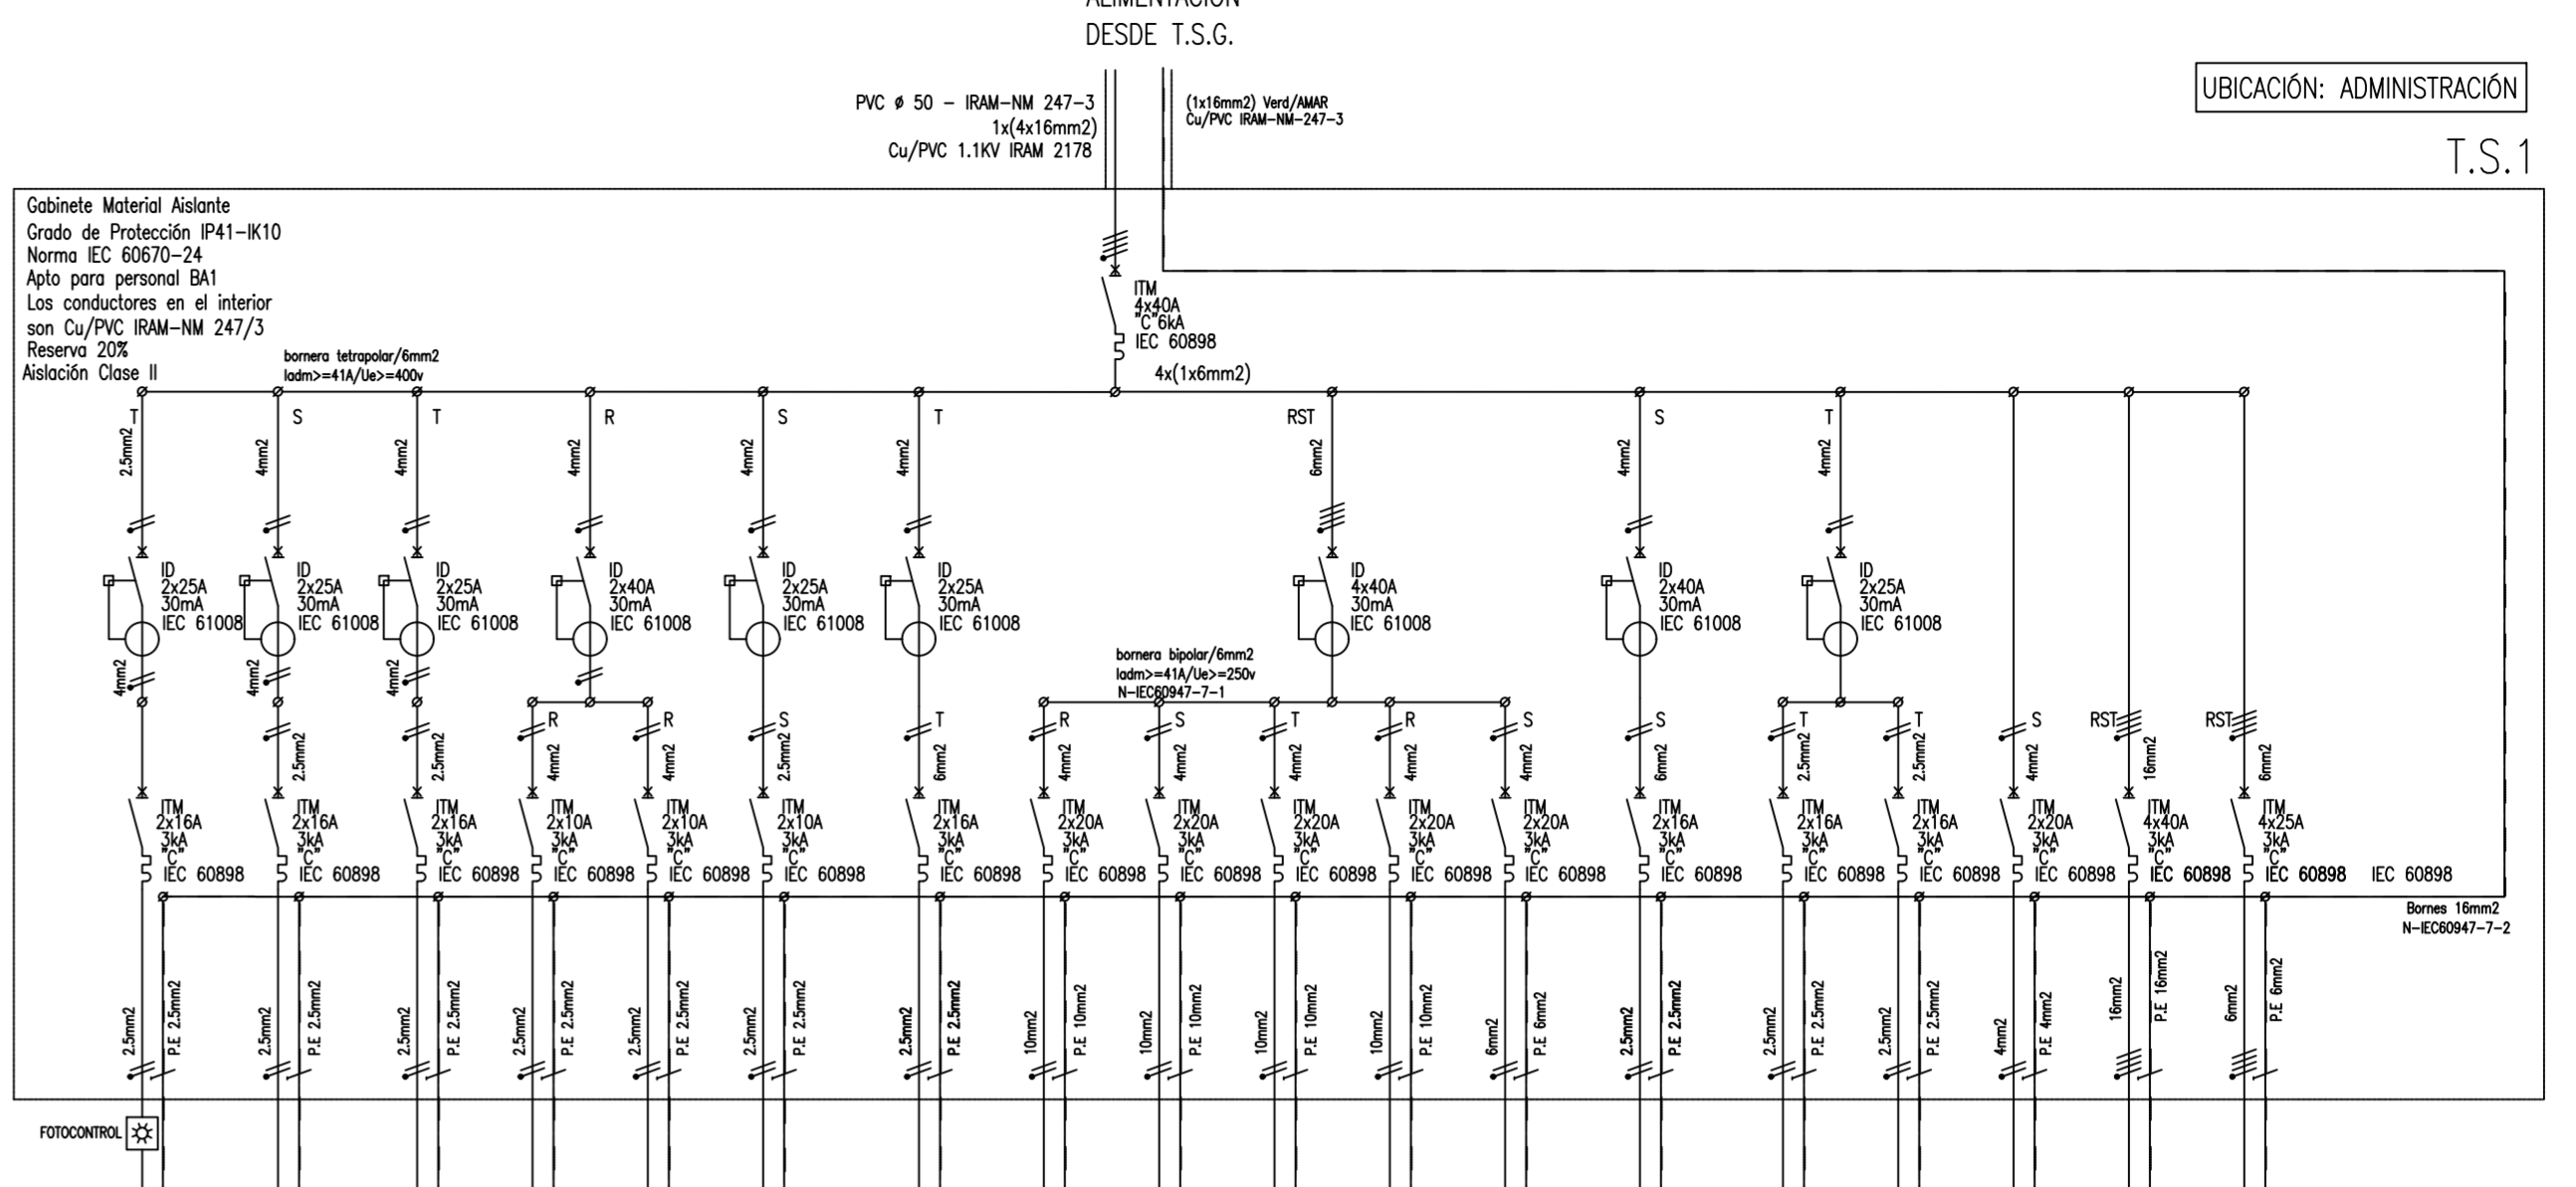 DESDE T.S.G.
UBICACIÓN: ADMINISTRACIÓN
T.S.1
PVC ø 50 - IRAM-NM 247-3
1x(4x16mm2)
Cu/PVC 1.1KV IRAM 2178
(1x16mm2) Verd/AMAR
Cu/PVC IRAM-NM-247-3
Gabinete Material Aislante
Grado de Protección IP41-IK10
Norma IEC 60670-24
Apto para personal BA1
Los conductores en el interior
son Cu/PVC IRAM-NM 247/3
Reserva 20%
Aislación Clase II
bornera tetrapolar/6mm2
Iadm>=41A/Ue>=400v
ITM
4x40A
"C"6kA
IEC 60898
4x(1x6mm2)
T S T R S T RST S T
2.5mm2 4mm2 4mm2 4mm2 4mm2 4mm2 6mm2 4mm2 4mm2
ID ID ID ID ID ID ID ID ID
2x25A 2x25A 2x25A 2x40A 2x25A 2x25A 4x40A 2x40A 2x25A
30mA 30mA 30mA 30mA 30mA 30mA 30mA 30mA 30mA
IEC 61008 IEC 61008 IEC 61008 IEC 61008 IEC 61008 IEC 61008 IEC 61008 IEC 61008 IEC 61008
4mm2 4mm2 4mm2
bornera bipolar/6mm2
Iadm>=41A/Ue>=250v
N-IEC60947-7-1
R R S T R S T R S S T T S RST RST
2.5mm2 2.5mm2 4mm2 4mm2 2.5mm2 6mm2 4mm2 4mm2 4mm2 4mm2 4mm2 6mm2 2.5mm2 2.5mm2 4mm2 16mm2 6mm2
ITM ITM ITM ITM ITM ITM ITM ITM ITM ITM ITM ITM ITM ITM ITM ITM ITM ITM
2x16A 2x16A 2x16A 2x10A 2x10A 2x10A 2x16A 2x20A 2x20A 2x20A 2x20A 2x20A 2x16A 2x16A 2x16A 2x20A 4x40A 4x25A
3kA 3kA 3kA 3kA 3kA 3kA 3kA 3kA 3kA 3kA 3kA 3kA 3kA 3kA 3kA 3kA 3kA 3kA
"C" "C" "C" "C" "C" "C" "C" "C" "C" "C" "C" "C" "C" "C" "C" "C" "C" "C"
IEC 60898 IEC 60898 IEC 60898 IEC 60898 IEC 60898 IEC 60898 IEC 60898 IEC 60898 IEC 60898 IEC 60898 IEC 60898 IEC 60898 IEC 60898 IEC 60898 IEC 60898 IEC 60898 IEC 60898 IEC 60898 IEC 60898
Bornes 16mm2
N-IEC60947-7-2
2.5mm2 P.E 2.5mm2 2.5mm2 P.E 2.5mm2 2.5mm2 P.E 2.5mm2 2.5mm2 P.E 2.5mm2 2.5mm2 P.E 2.5mm2 2.5mm2 P.E 2.5mm2 2.5mm2 P.E 2.5mm2 10mm2 P.E 10mm2 10mm2 P.E 10mm2 10mm2 P.E 10mm2 10mm2 P.E 10mm2 6mm2 P.E 6mm2 2.5mm2 P.E 2.5mm2 2.5mm2 P.E 2.5mm2 2.5mm2 P.E 2.5mm2 4mm2 P.E 4mm2 16mm2 P.E 16mm2 6mm2 P.E 6mm2
FOTOCONTROL